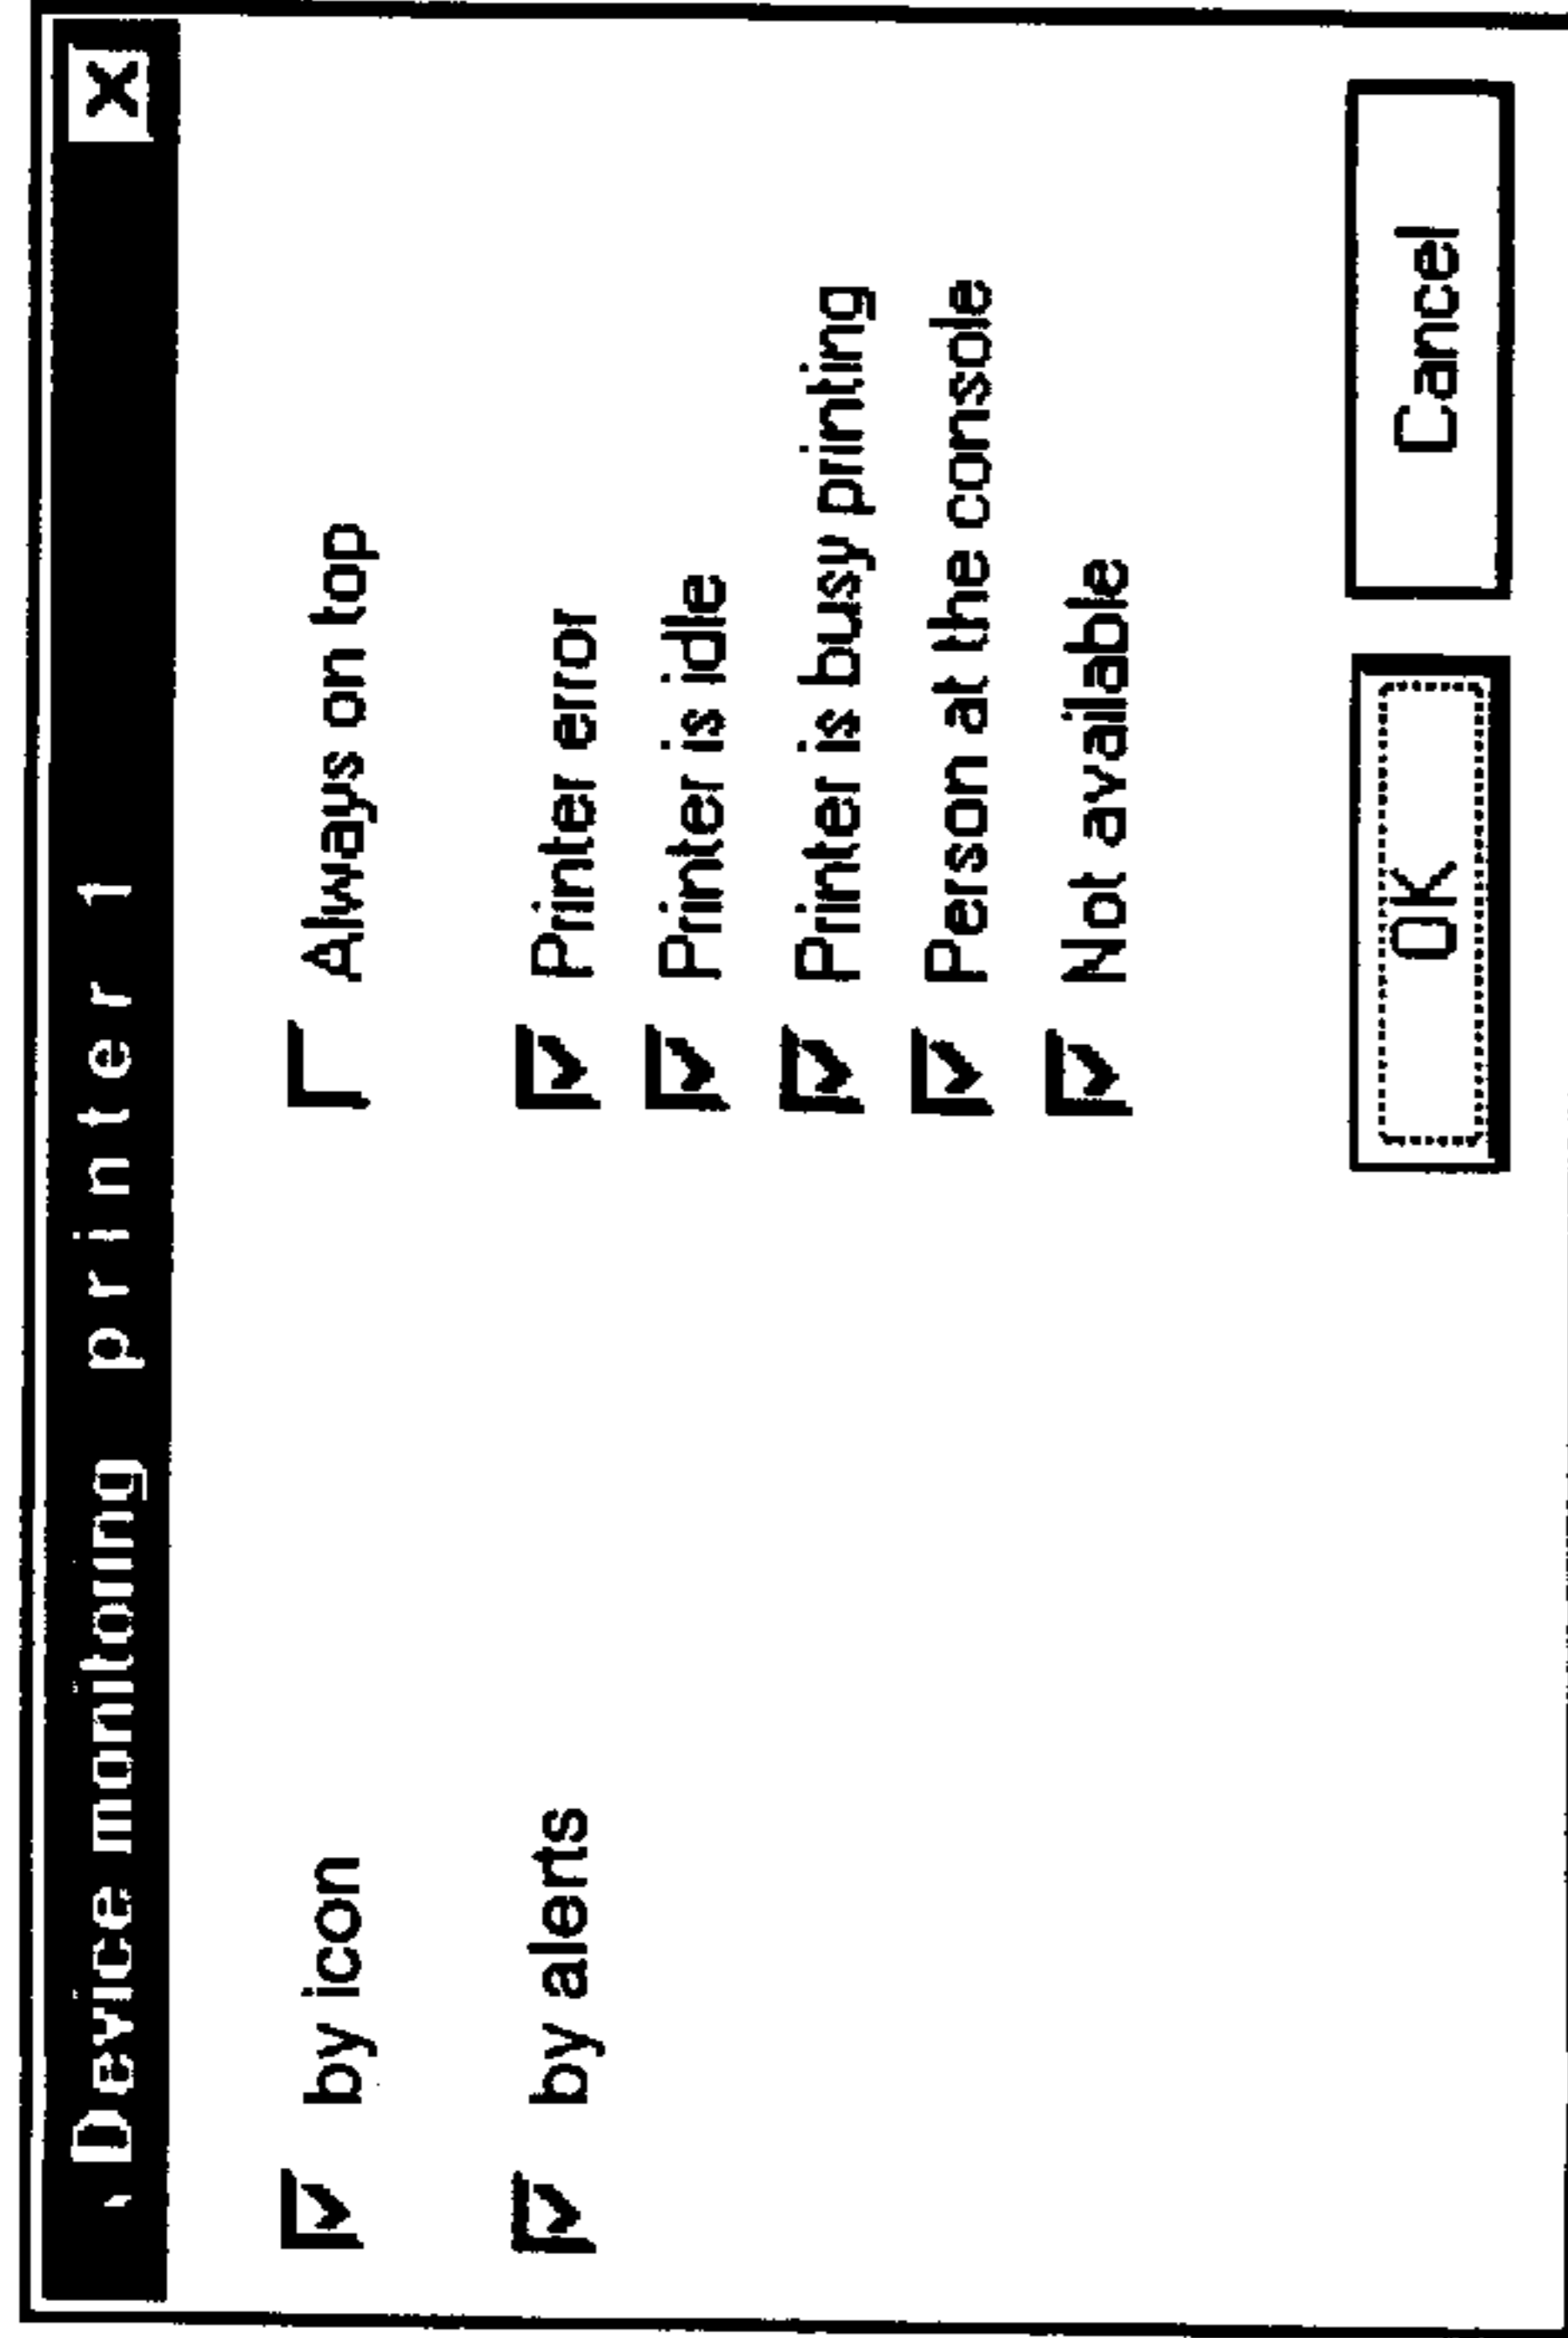 Device monitoring printer 1 X
by icon Always on top
by alerts Printer error
Printer is idle
Printer is busy printing
Person at the console
Not available
OK Cancel